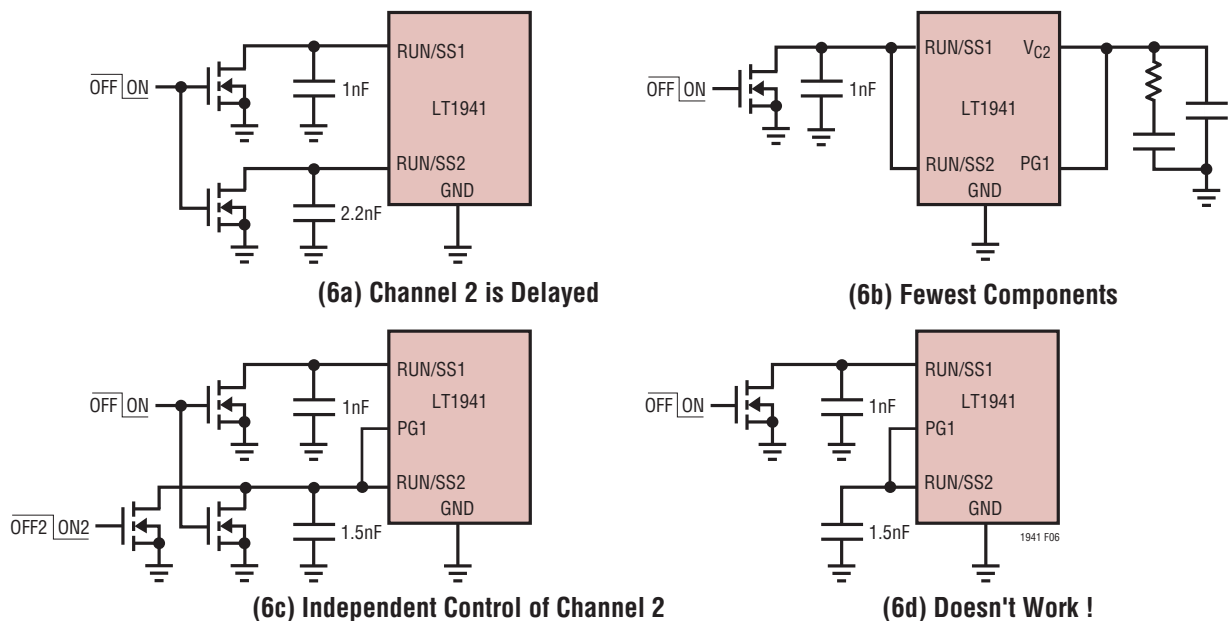 RUN/SS1
OFF ON
1nF
LT1941
RUN/SS2
GND
2.2nF
(6a) Channel 2 is Delayed
RUN/SS1
VC2
OFF ON
1nF
LT1941
RUN/SS2
PG1
GND
(6b) Fewest Components
RUN/SS1
OFF ON
1nF
LT1941
PG1
RUN/SS2
OFF2 ON2
GND
1.5nF
(6c) Independent Control of Channel 2
RUN/SS1
OFF ON
1nF
LT1941
PG1
RUN/SS2
GND
1.5nF
1941 F06
(6d) Doesn't Work !